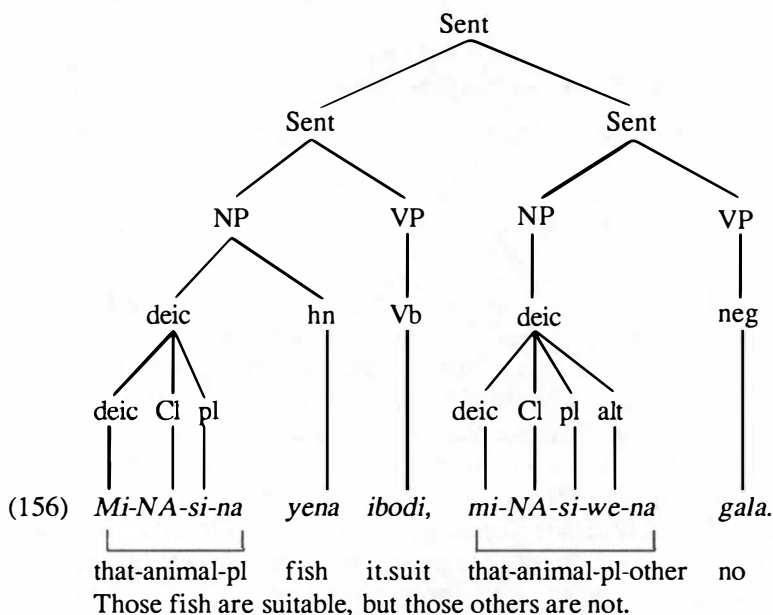 Sent
Sent Sent
NP VP NP VP
deic hn Vb deic neg
deic Cl pl deic Cl pl alt
(156) Mi-NA-si-na yena ibodi, mi-NA-si-we-na gala.
that-animal-pl fish it.suit that-animal-pl-other no
Those fish are suitable, but those others are not.